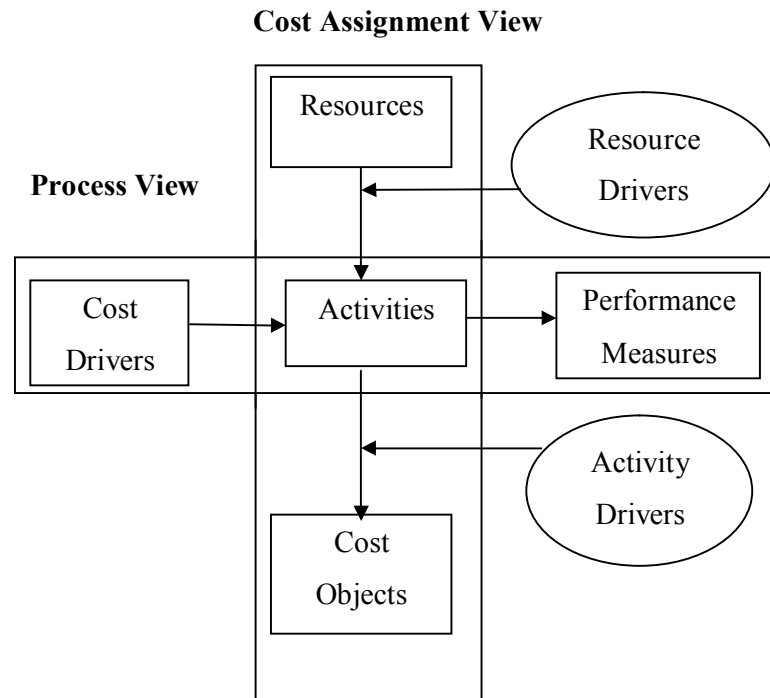 Cost Assignment View
Resources
Resource
Drivers
Process View
Cost
Drivers
Activities
Performance
Measures
Activity
Drivers
Cost
Objects